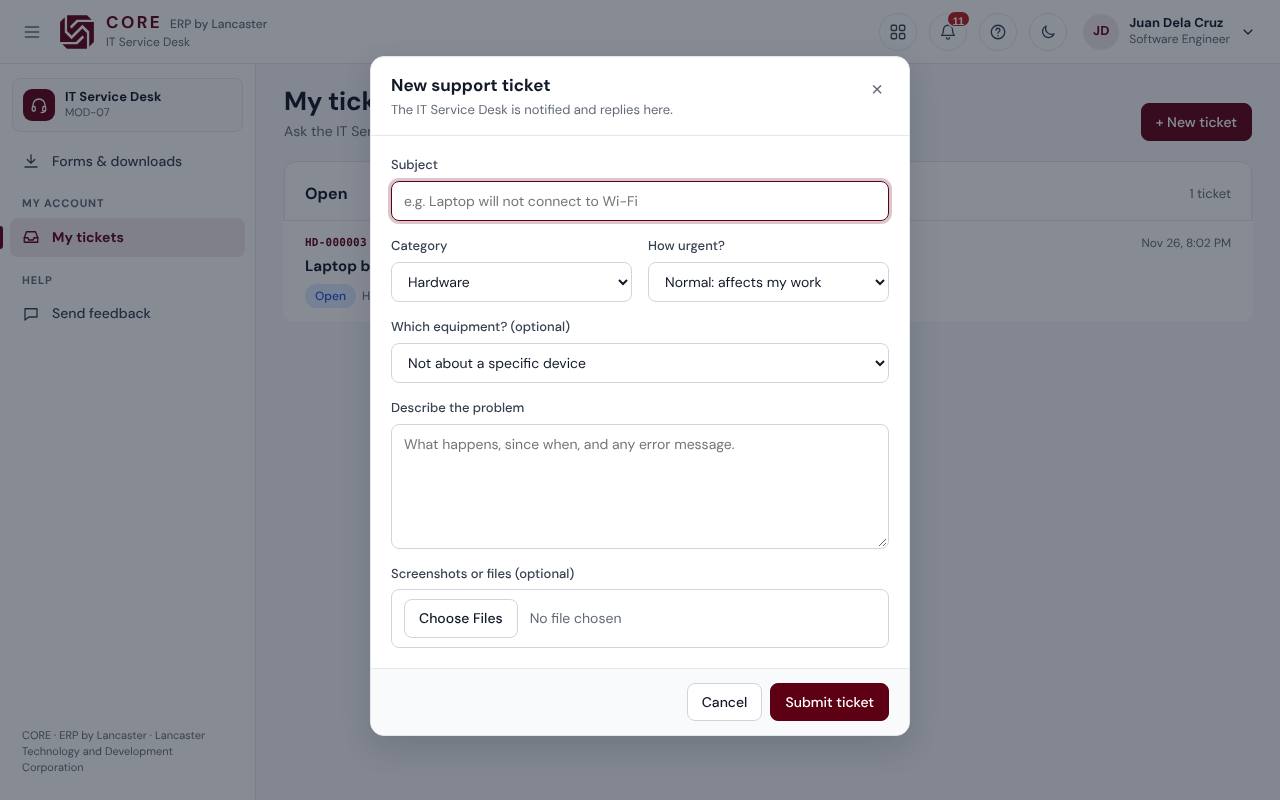 CORE ERP by Lancaster
IT Service Desk
11
JD
Juan Dela Cruz
Software Engineer
IT Service Desk
MOD-07
Forms & downloads
MY ACCOUNT
My tickets
HELP
Send feedback
CORE · ERP by Lancaster · Lancaster
Technology and Development
Corporation
My
+ New ticket
Ask the IT
Open
1 ticket
HD-000003
Nov 26, 8:02 PM
Laptop
Open
New support ticket
The IT Service Desk is notified and replies here.
×
Subject
e.g. Laptop will not connect to Wi-Fi
Category
How urgent?
Hardware
Normal: affects my work
Which equipment? (optional)
Not about a specific device
Describe the problem
What happens, since when, and any error message.
Screenshots or files (optional)
Choose Files No file chosen
Cancel
Submit ticket